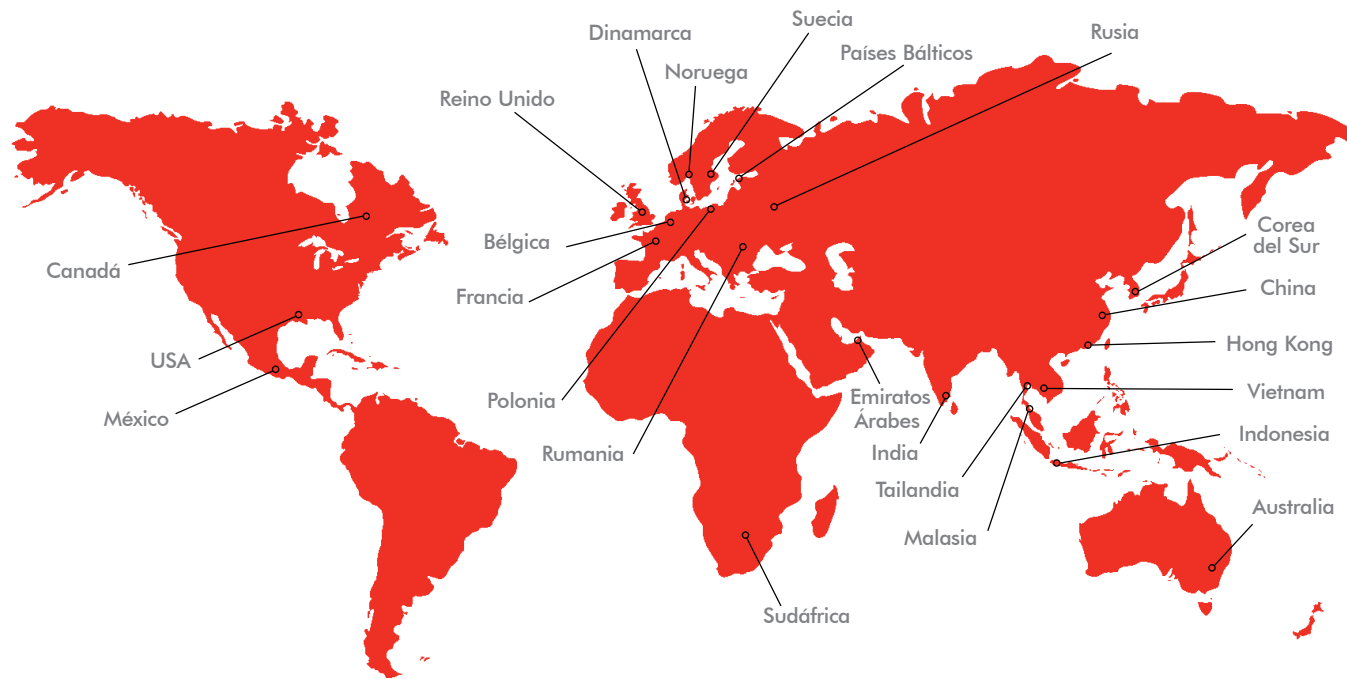 Suecia
Dinamarca
Rusia
Países Bálticos
Noruega
Reino Unido
Corea
del Sur
Bélgica
Canadá
China
Francia
Hong Kong
USA
Vietnam
Emiratos
Árabes
Polonia
México
Indonesia
India
Rumania
Tailandia
Australia
Malasia
Sudáfrica